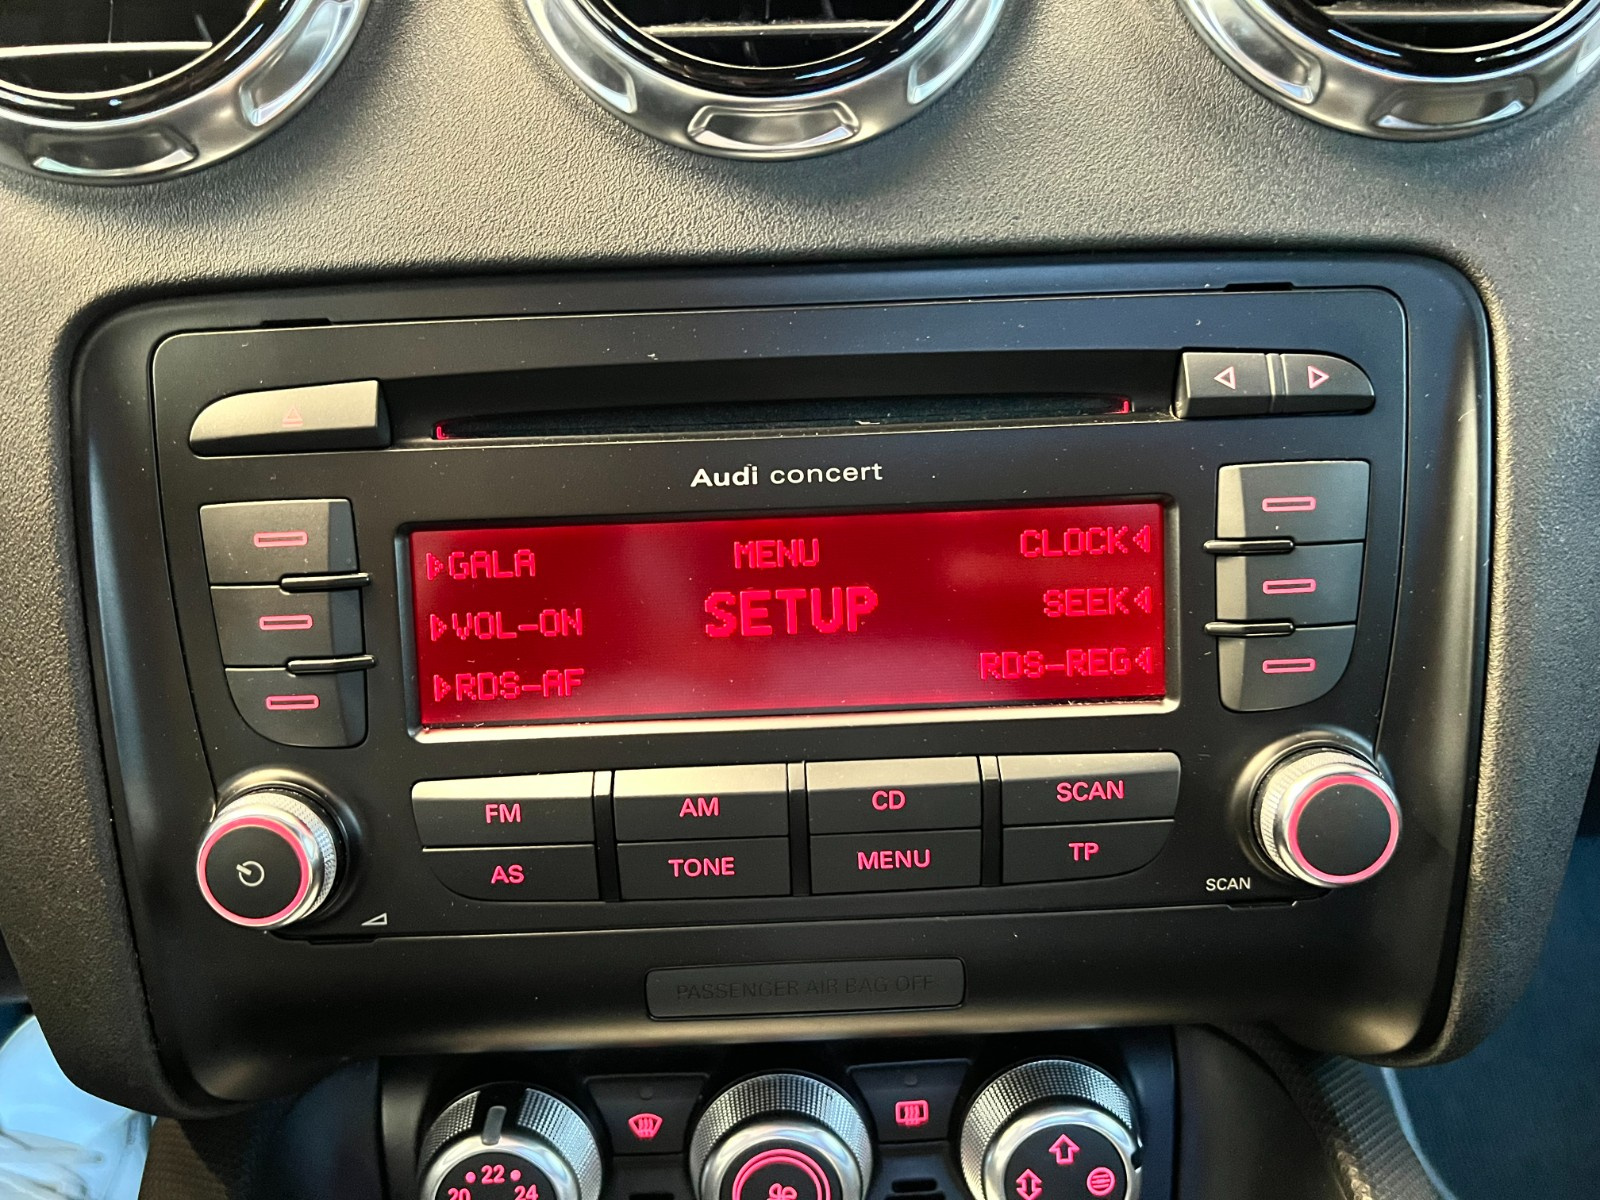 Audi concert
GALA MENU CLOCK
VOL-ON SETUP SEEK
RDS-AF RDS-REG
FM AM CD SCAN
AS TONE MENU TP
SCAN
PASSENGER AIR BAG OFF
22
20 24